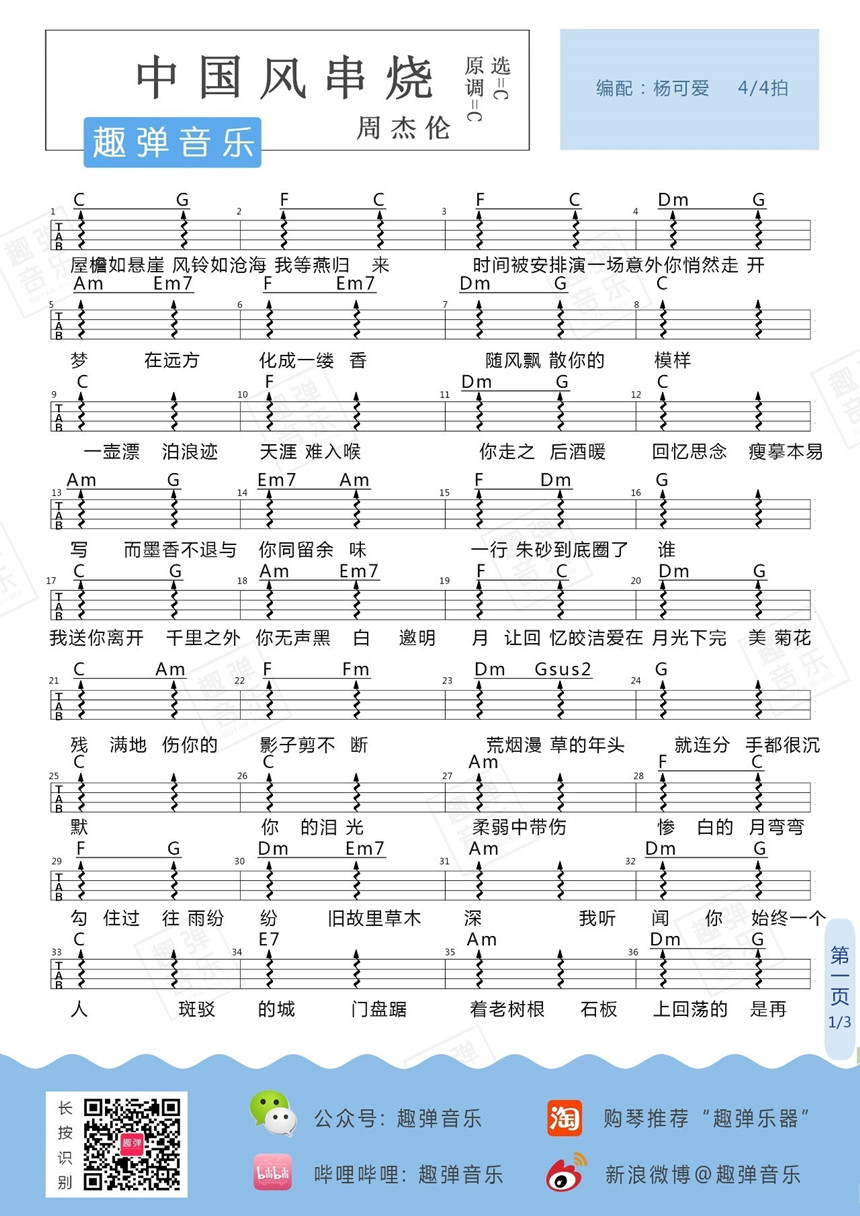 中国风串烧
原调=C
选=C
周杰伦
趣弹音乐
编配：杨可爱 4/4拍
C G F C F C Dm G
1 2 3 4
TAB
屋檐如悬崖 风铃如沧海 我等燕归 来 时间被安排演一场意外你悄然走 开
Am Em7 F Em7 Dm G C
5 6 7 8
TAB
梦 在远方 化成一缕 香 随风飘 散你的 模样
C F Dm G C
9 10 11 12
TAB
一壶漂 泊浪迹 天涯 难入喉 你走之 后酒暖 回忆思念 瘦摹本易
Am G Em7 Am F Dm G
13 14 15 16
TAB
写 而墨香不退与 你同留余 味 一行 朱砂到底圈了 谁
C G Am Em7 F C Dm G
17 18 19 20
TAB
我送你离开 千里之外 你无声黑 白 邀明 月 让回 忆皎洁爱在 月光下完 美 菊花
C Am F Fm Dm Gsus2 G
21 22 23 24
TAB
残 满地 伤你的 影子剪不 断 荒烟漫 草的年头 就连分 手都很沉
C C Am F C
25 26 27 28
TAB
默 你 的泪 光 柔弱中带伤 惨 白的 月弯弯
F G Dm Em7 Am Dm G
29 30 31 32
TAB
勾 住过 往 雨纷 纷 旧故里草木 深 我听 闻 你 始终一个
C E7 Am Dm G
33 34 35 36
TAB
人 斑驳 的城 门盘踞 着老树根 石板 上回荡的 是再
第一页
1/3
长按识别
趣弹
公众号：趣弹音乐
淘
购琴推荐“趣弹乐器”
bilibili
哔哩哔哩：趣弹音乐
新浪微博@趣弹音乐